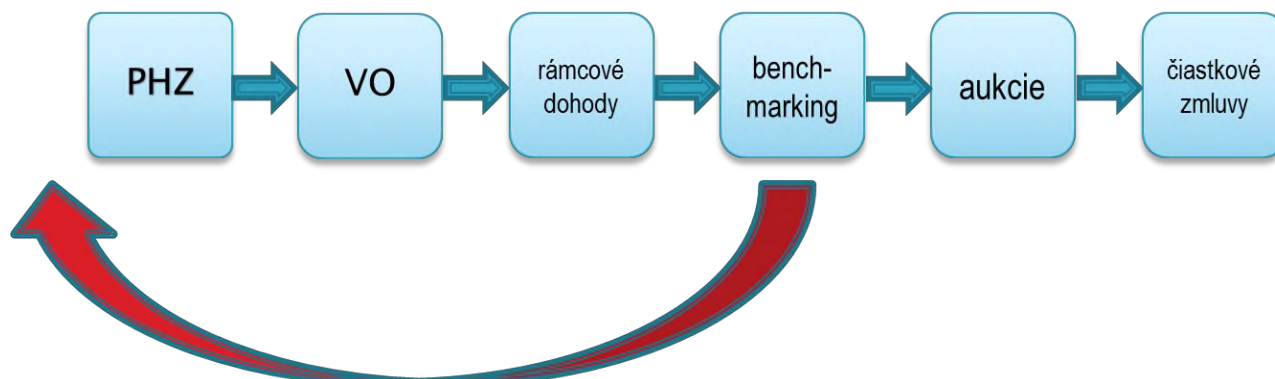 PHZ
VO
rámcové
dohody
bench-
marking
aukcie
čiastkové
zmluvy